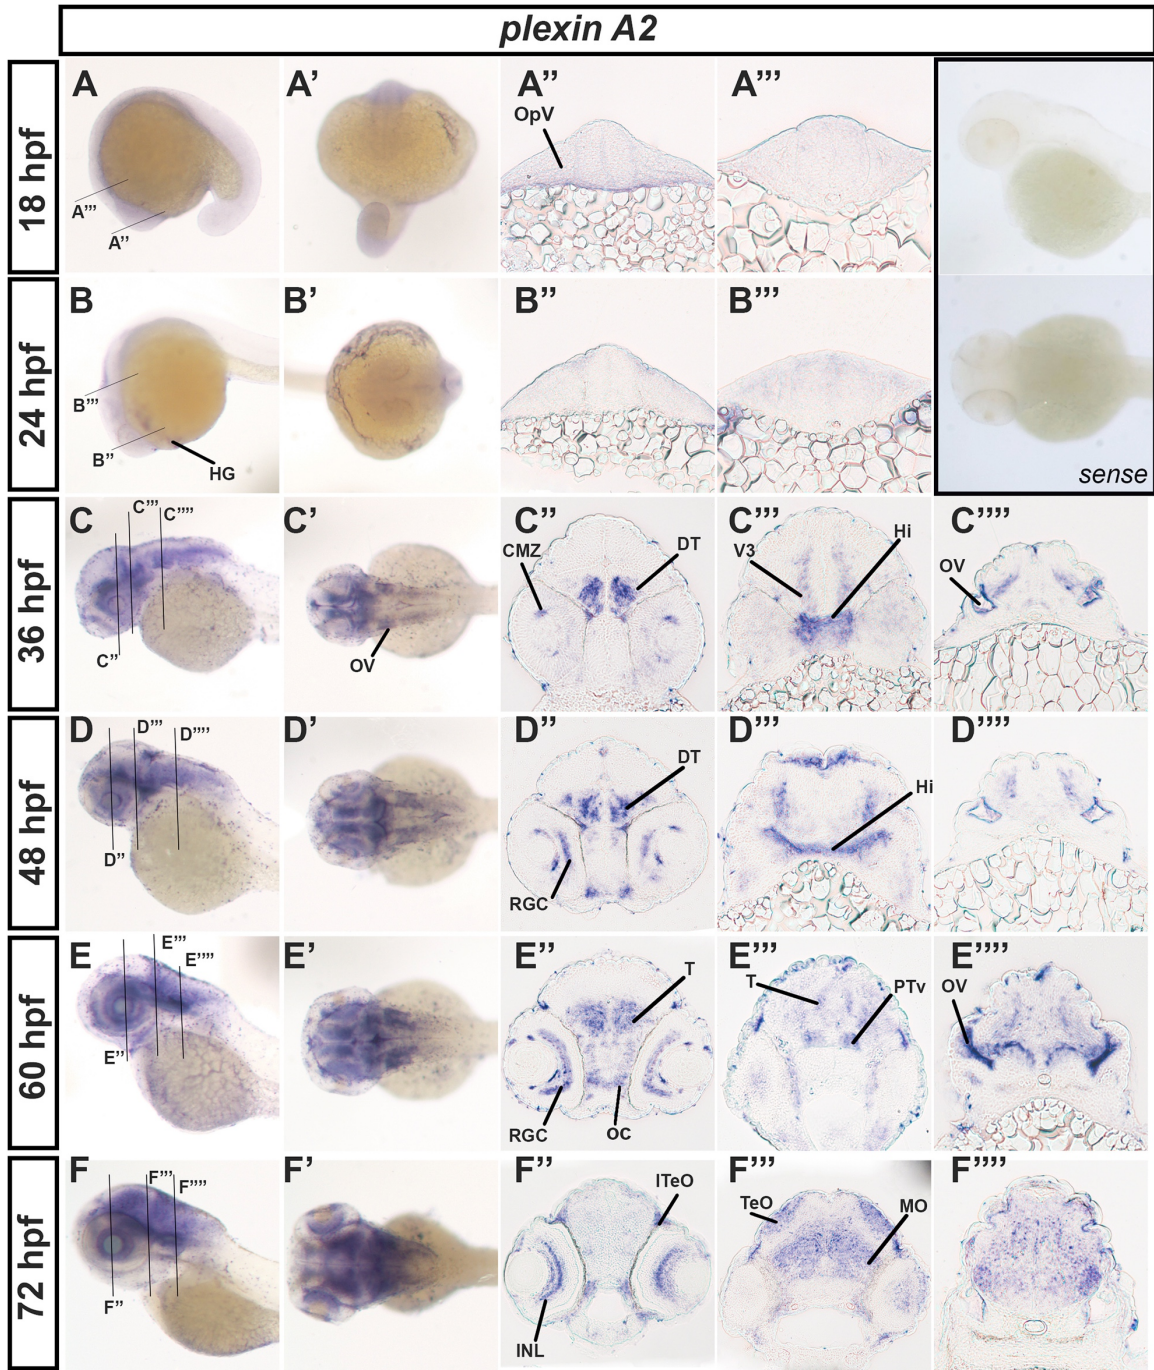 plexin A2
18 hpf
A
A'''
A''
A'
A''
OpV
A'''
24 hpf
B
B'''
B''
HG
B'
B''
B'''
sense
36 hpf
C
C'''
C''''
C''
C'
OV
C''
CMZ
DT
C'''
V3
Hi
C''''
OV
48 hpf
D
D'''
D''''
D''
D'
D''
DT
RGC
D'''
Hi
D''''
60 hpf
E
E'''
E''''
E''
E'
E''
T
RGC
OC
E'''
T
PTv
E''''
OV
72 hpf
F
F'''
F''''
F''
F'
F''
lTeO
INL
F'''
TeO
MO
F''''